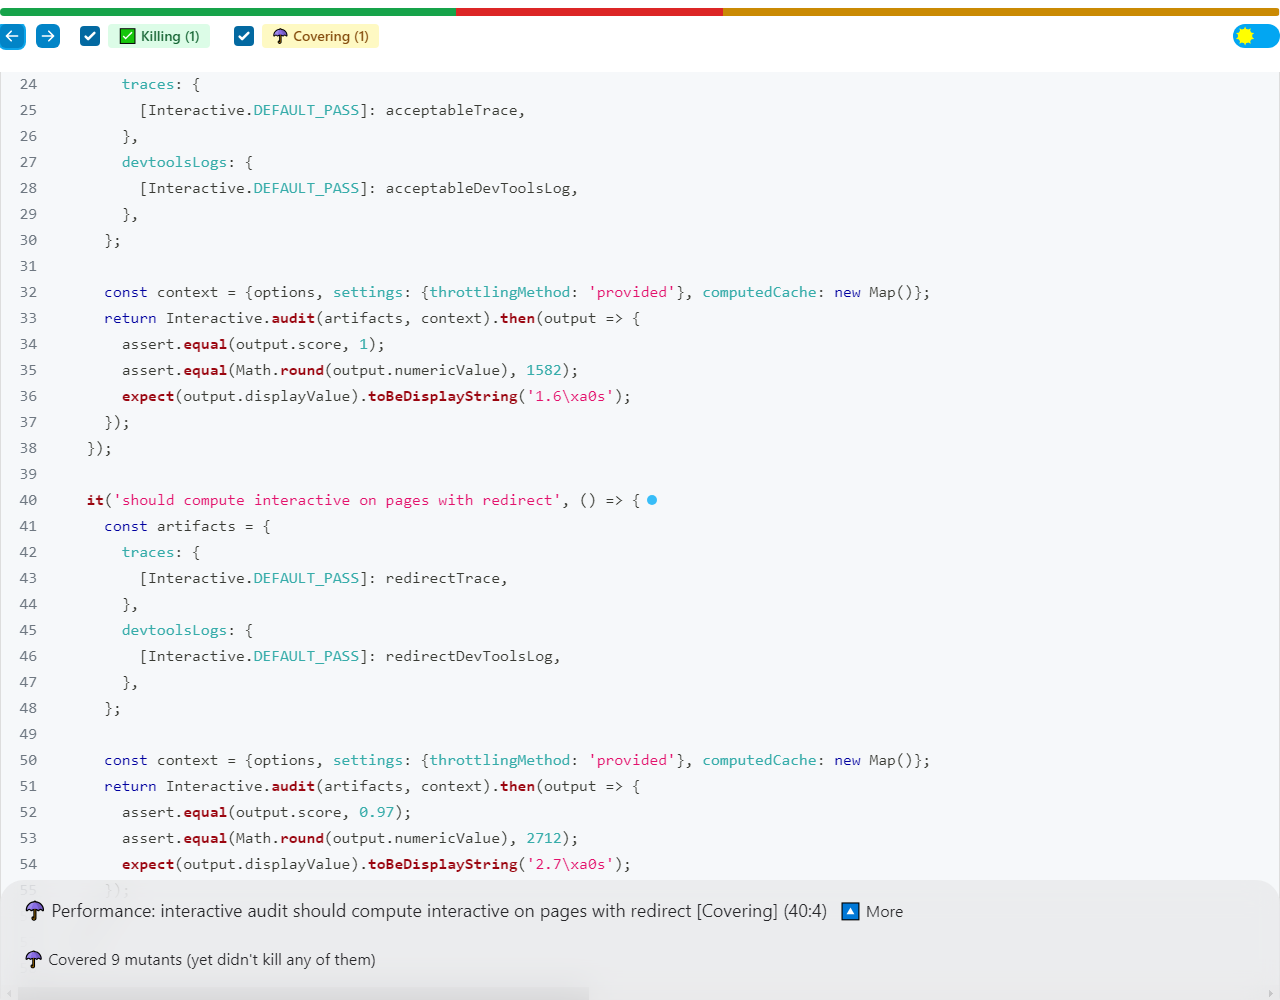 ✅ Killing (1) ☂ Covering (1)
24 traces: {
25 [Interactive.DEFAULT_PASS]: acceptableTrace,
26 },
27 devtoolsLogs: {
28 [Interactive.DEFAULT_PASS]: acceptableDevToolsLog,
29 },
30 };
31
32 const context = {options, settings: {throttlingMethod: 'provided'}, computedCache: new Map()};
33 return Interactive.audit(artifacts, context).then(output => {
34 assert.equal(output.score, 1);
35 assert.equal(Math.round(output.numericValue), 1582);
36 expect(output.displayValue).toBeDisplayString('1.6\xa0s');
37 });
38 });
39
40 it('should compute interactive on pages with redirect', () => {
41 const artifacts = {
42 traces: {
43 [Interactive.DEFAULT_PASS]: redirectTrace,
44 },
45 devtoolsLogs: {
46 [Interactive.DEFAULT_PASS]: redirectDevToolsLog,
47 },
48 };
49
50 const context = {options, settings: {throttlingMethod: 'provided'}, computedCache: new Map()};
51 return Interactive.audit(artifacts, context).then(output => {
52 assert.equal(output.score, 0.97);
53 assert.equal(Math.round(output.numericValue), 2712);
54 expect(output.displayValue).toBeDisplayString('2.7\xa0s');
55 });
☂ Performance: interactive audit should compute interactive on pages with redirect [Covering] (40:4) 🔼 More
☂ Covered 9 mutants (yet didn't kill any of them)